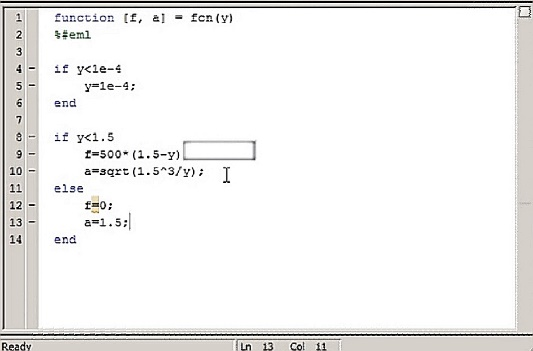 1 function [f, a] = fcn(y)
2 %#eml
3
4 - if y<1e-4
5 - y=1e-4;
6 end
7
8 - if y<1.5
9 - f=500*(1.5-y)
10 - a=sqrt(1.5^3/y);
11 else
12 - f=0;
13 - a=1.5;
14 end
Ready Ln 13 Col 11